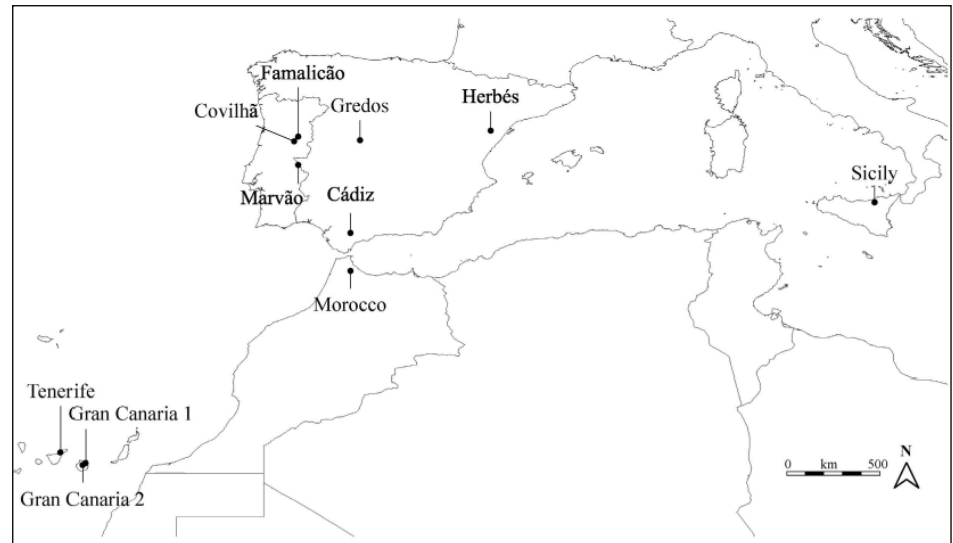 Famalicão
Covilhã
Gredos
Herbés
Marvão
Cádiz
Sicily
Morocco
Tenerife
Gran Canaria 1
Gran Canaria 2
N
0 km 500